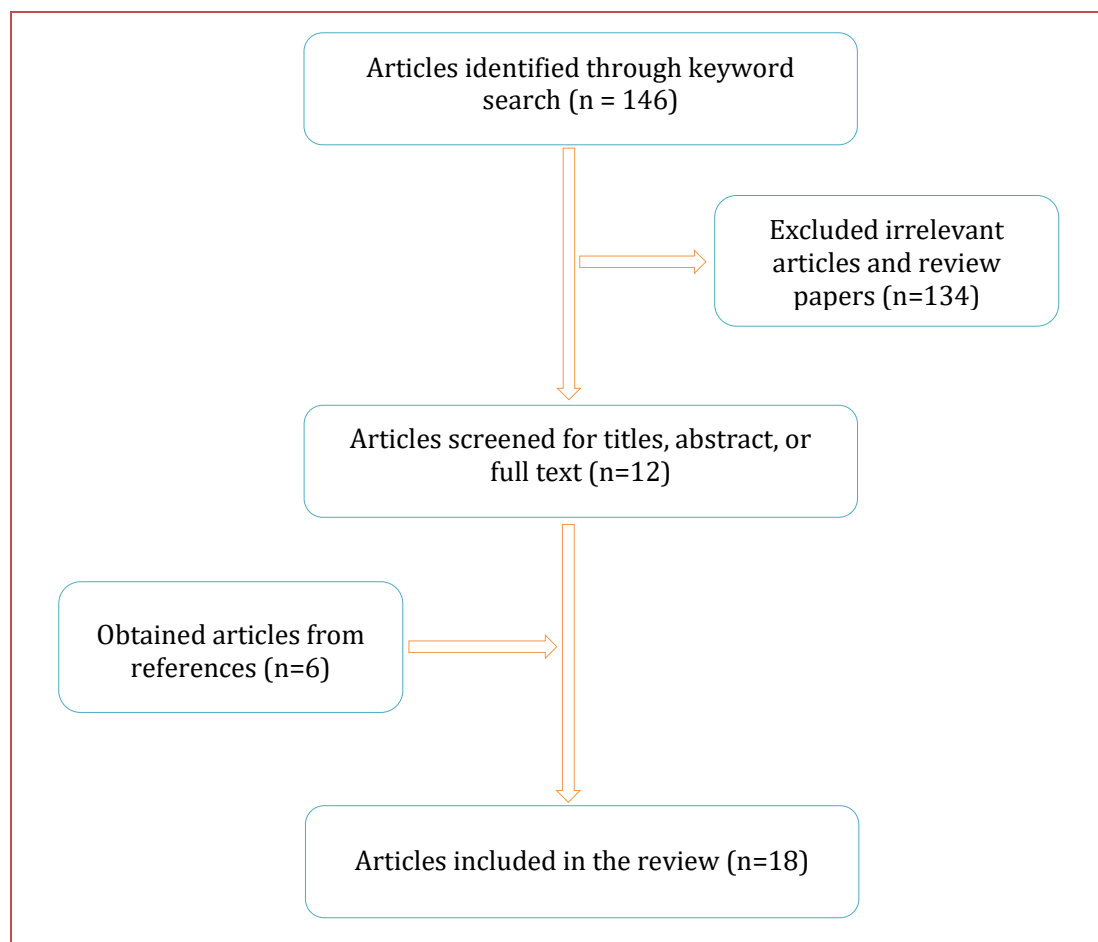 Articles identified through keyword
search (n = 146)
Excluded irrelevant
articles and review
papers (n=134)
Articles screened for titles, abstract, or
full text (n=12)
Obtained articles from
references (n=6)
Articles included in the review (n=18)